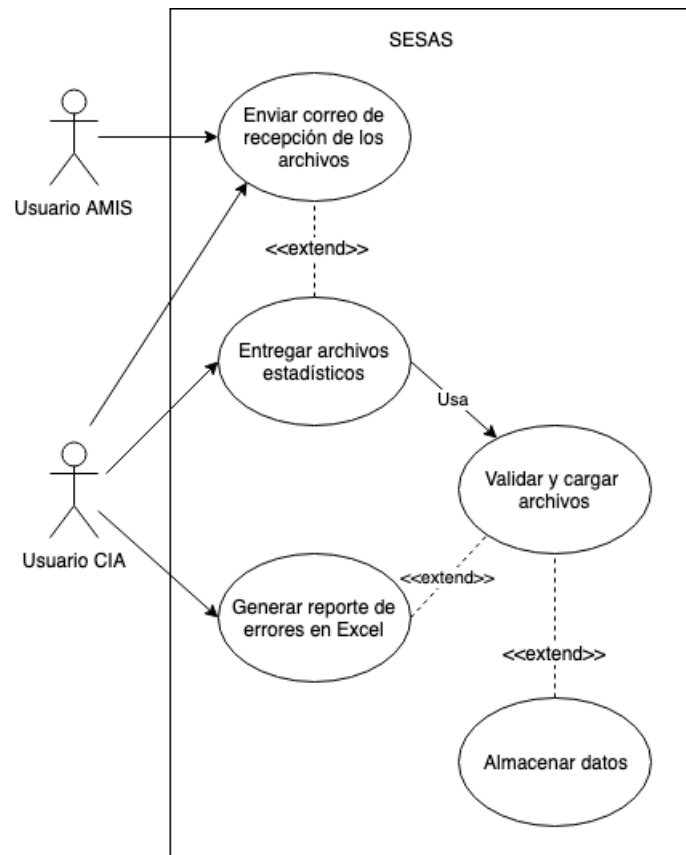 SESAS
Enviar correo de
recepción de los
archivos
Usuario AMIS
<<extend>>
Entregar archivos
estadísticos
Usa
Validar y cargar
archivos
Usuario CIA
<<extend>>
Generar reporte de
errores en Excel
<<extend>>
Almacenar datos